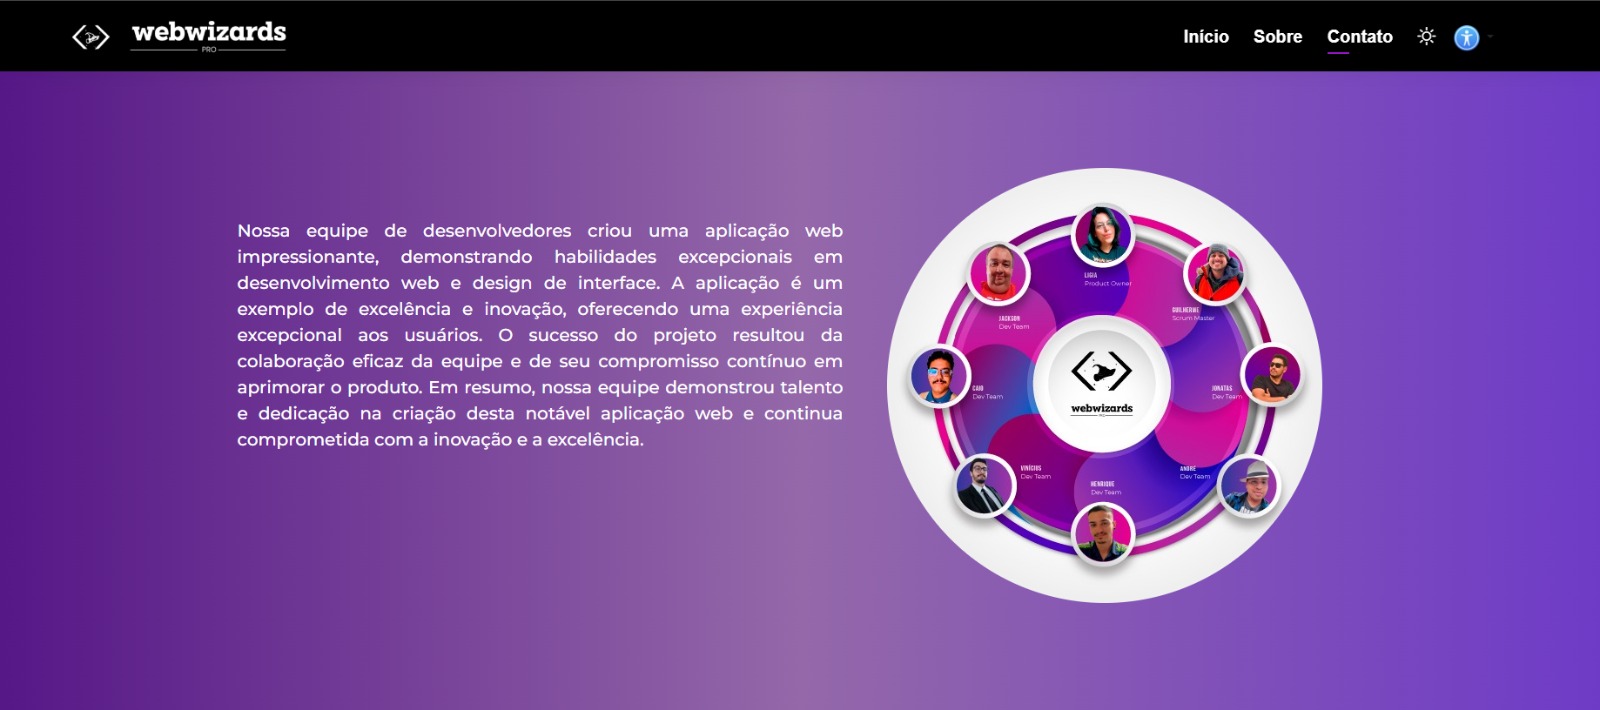 webwizards
PRO
Início Sobre Contato
Nossa equipe de desenvolvedores criou uma aplicação web
impressionante, demonstrando habilidades excepcionais em
desenvolvimento web e design de interface. A aplicação é um
exemplo de excelência e inovação, oferecendo uma experiência
excepcional aos usuários. O sucesso do projeto resultou da
colaboração eficaz da equipe e de seu compromisso contínuo em
aprimorar o produto. Em resumo, nossa equipe demonstrou talento
e dedicação na criação desta notável aplicação web e continua
comprometida com a inovação e a excelência.
LIGIA
Product Owner
GUILHERME
Scrum Master
JACKSON
Dev Team
CAIO
Dev Team
JONATAS
Dev Team
webwizards
PRO
VINÍCIUS
Dev Team
HENRIQUE
Dev Team
ANDRÉ
Dev Team